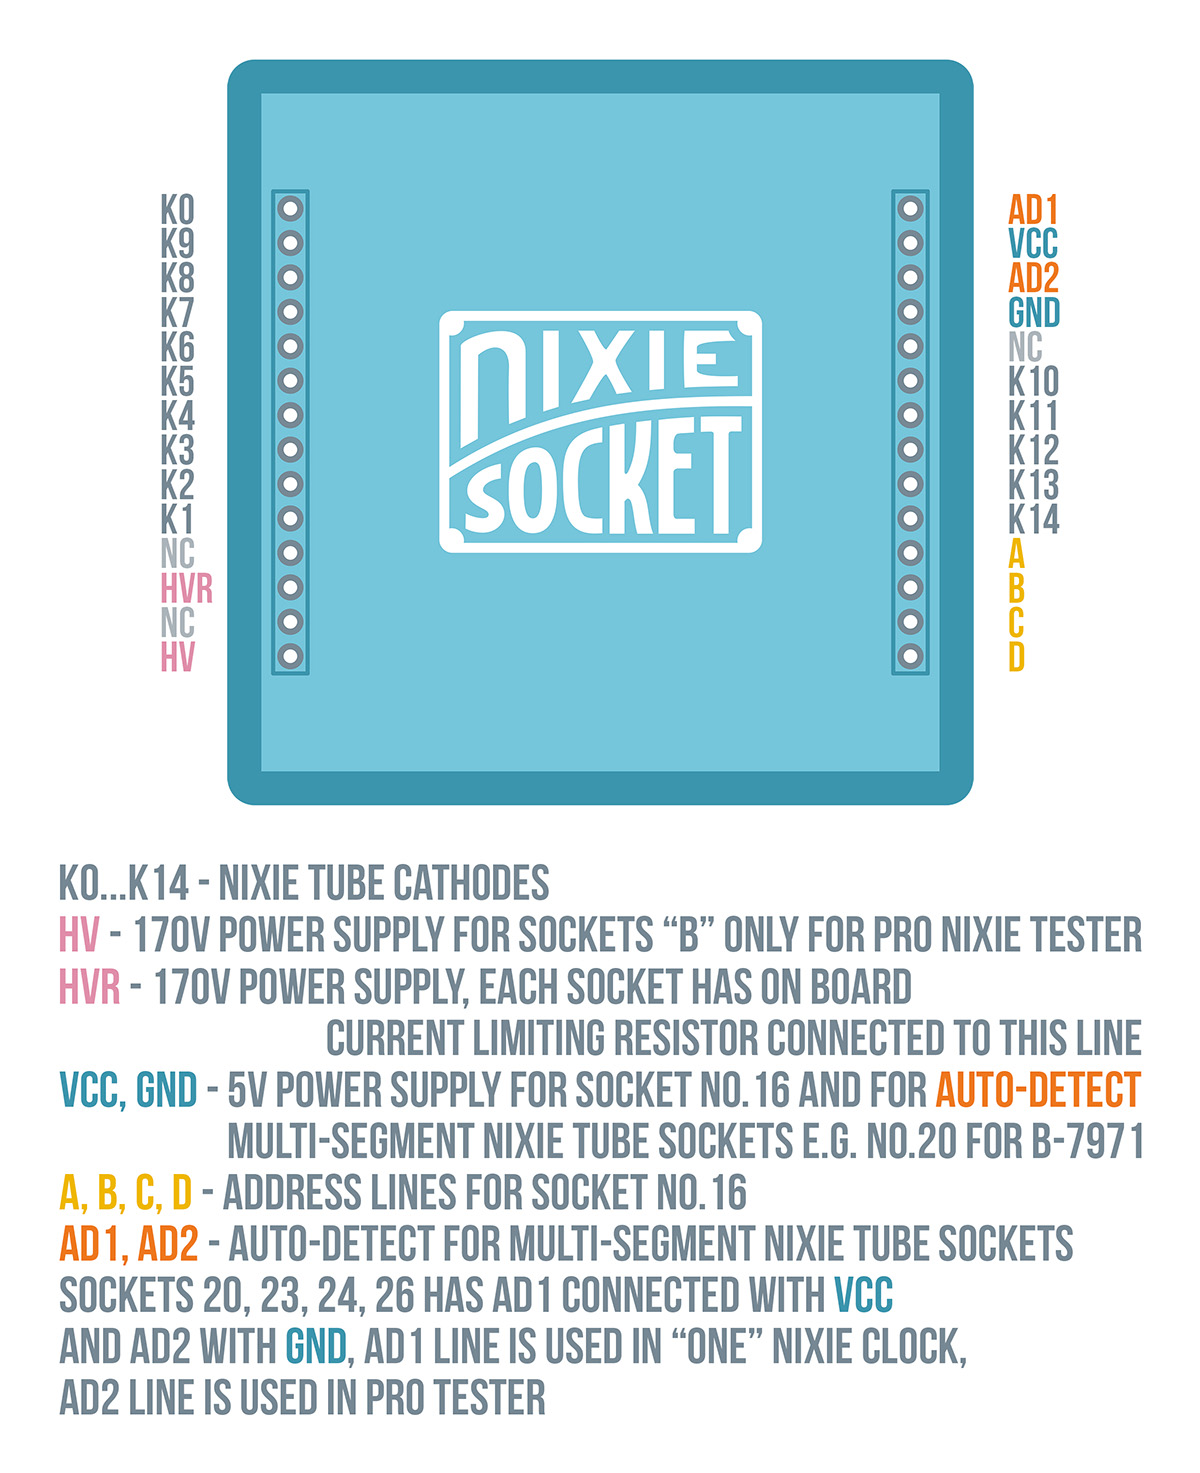 K0
K9
K8
K7
K6
K5
K4
K3
K2
K1
NC
HVR
NC
HV
NIXIE
SOCKET
AD1
VCC
AD2
GND
NC
K10
K11
K12
K13
K14
A
B
C
D
K0...K14 - NIXIE TUBE CATHODES
HV - 170V POWER SUPPLY FOR SOCKETS “B” ONLY FOR PRO NIXIE TESTER
HVR - 170V POWER SUPPLY, EACH SOCKET HAS ON BOARD
CURRENT LIMITING RESISTOR CONNECTED TO THIS LINE
VCC, GND - 5V POWER SUPPLY FOR SOCKET NO.16 AND FOR AUTO-DETECT
MULTI-SEGMENT NIXIE TUBE SOCKETS E.G. NO.20 FOR B-7971
A, B, C, D - ADDRESS LINES FOR SOCKET NO.16
AD1, AD2 - AUTO-DETECT FOR MULTI-SEGMENT NIXIE TUBE SOCKETS
SOCKETS 20, 23, 24, 26 HAS AD1 CONNECTED WITH VCC
AND AD2 WITH GND, AD1 LINE IS USED IN “ONE” NIXIE CLOCK,
AD2 LINE IS USED IN PRO TESTER